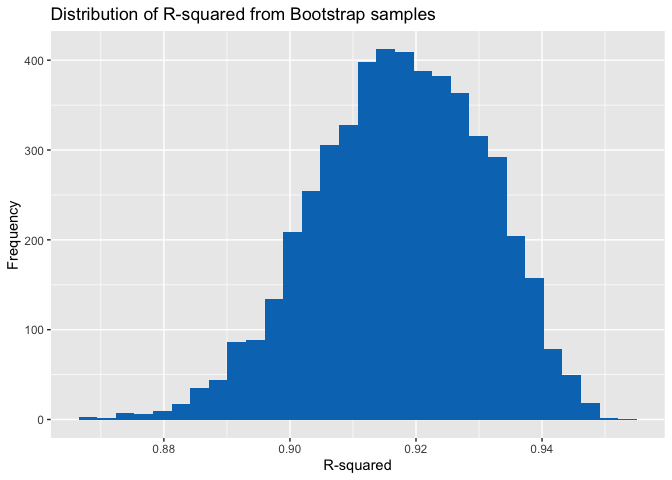 Distribution of R-squared from Bootstrap samples
Frequency
400
300
200
100
0
0.88 0.90 0.92 0.94
R-squared